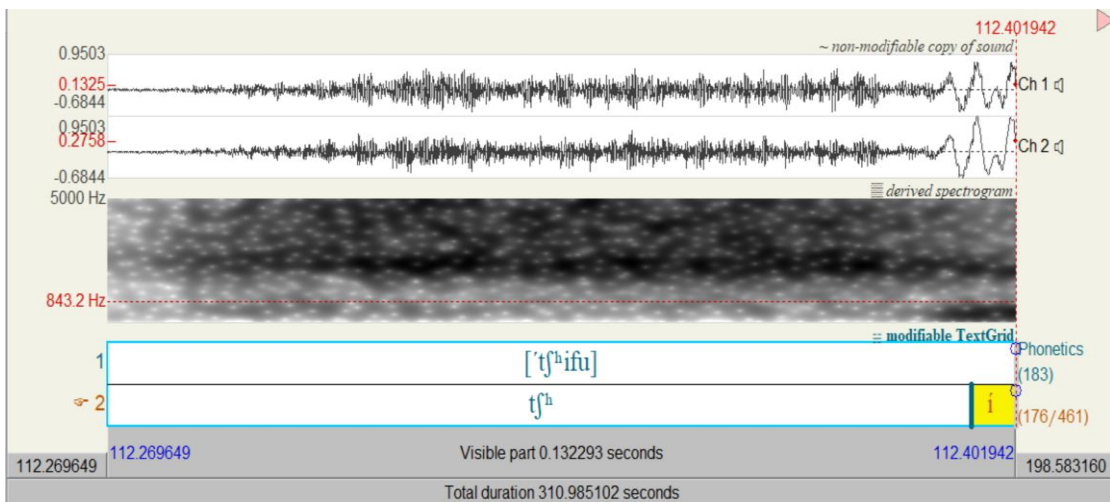 112.401942
~ non-modifiable copy of sound
0.9503
0.1325
-0.6844
Ch 1
0.9503
0.2758
-0.6844
Ch 2
derived spectrogram
5000 Hz
843.2 Hz
modifiable TextGrid
1 [ˈtʃʰifu] Phonetics
(183)
2 tʃʰ í (176/461)
112.269649 112.269649 Visible part 0.132293 seconds 112.401942 198.583160
Total duration 310.985102 seconds